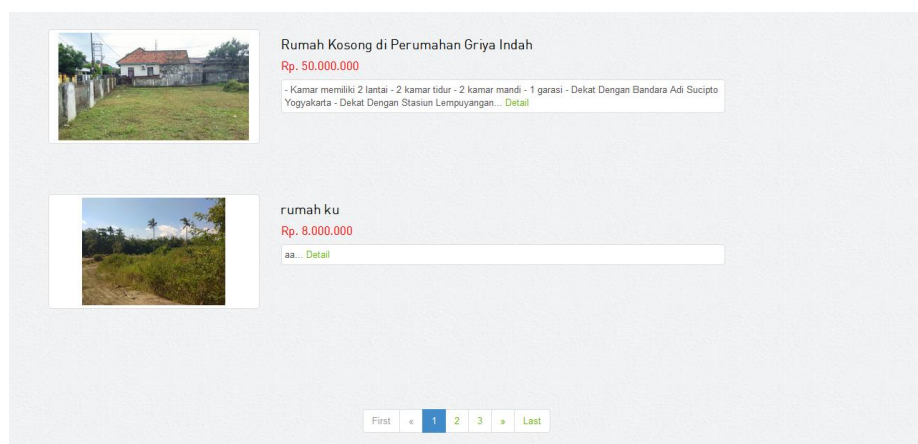 Rumah Kosong di Perumahan Griya Indah
Rp. 50.000.000
- Kamar memiliki 2 lantai - 2 kamar tidur - 2 kamar mandi - 1 garasi - Dekat Dengan Bandara Adi Sucipto
Yogyakarta - Dekat Dengan Stasiun Lempuyangan... Detail
rumah ku
Rp. 8.000.000
aa... Detail
First « 1 2 3 » Last